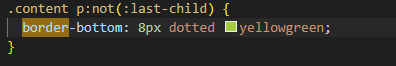 .content p:not(:last-child) {
  border-bottom: 8px dotted yellowgreen;
}